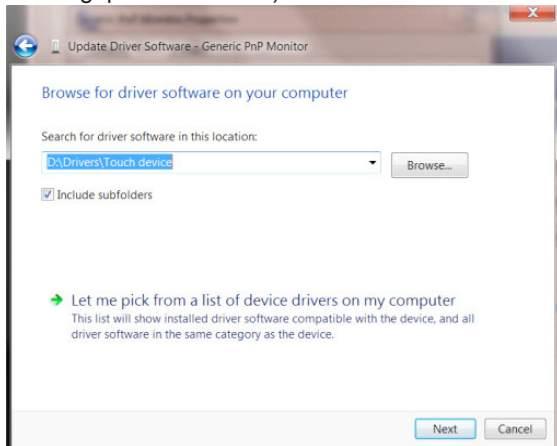 Update Driver Software - Generic PnP Monitor
Browse for driver software on your computer
Search for driver software in this location:
D:\Drivers\Touch device
Browse...
Include subfolders
Let me pick from a list of device drivers on my computer
This list will show installed driver software compatible with the device, and all
driver software in the same category as the device.
Next Cancel